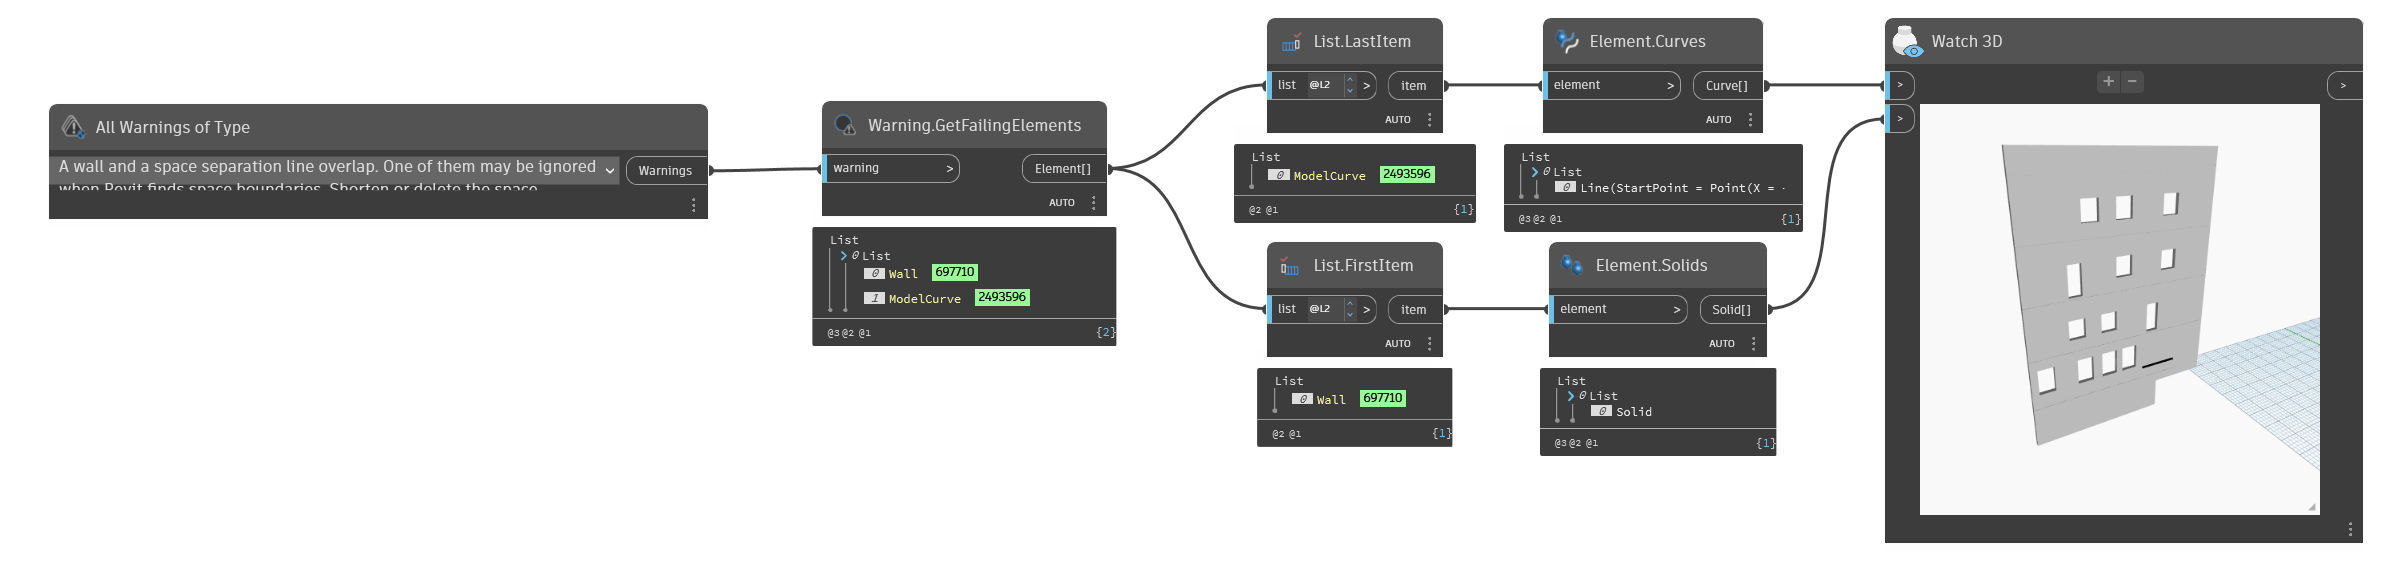 All Warnings of Type
A wall and a space separation line overlap. One of them may be ignored
when Revit finds space boundaries. Shorten or delete the space
Warnings
Warning.GetFailingElements
warning >
Element[]
AUTO
List
0 List
0 Wall 697710
1 ModelCurve 2493596
@3 @2 @1 {2}
List.LastItem
list @L2 >
item
AUTO
List
0 ModelCurve 2493596
@2 @1 {1}
Element.Curves
element >
Curve[]
AUTO
List
0 List
0 Line(StartPoint = Point(X = -
@3 @2 @1 {1}
List.FirstItem
list @L2 >
item
AUTO
List
0 Wall 697710
@2 @1 {1}
Element.Solids
element >
Solid[]
AUTO
List
0 List
0 Solid
@3 @2 @1 {1}
Watch 3D
+ −
>
>
>